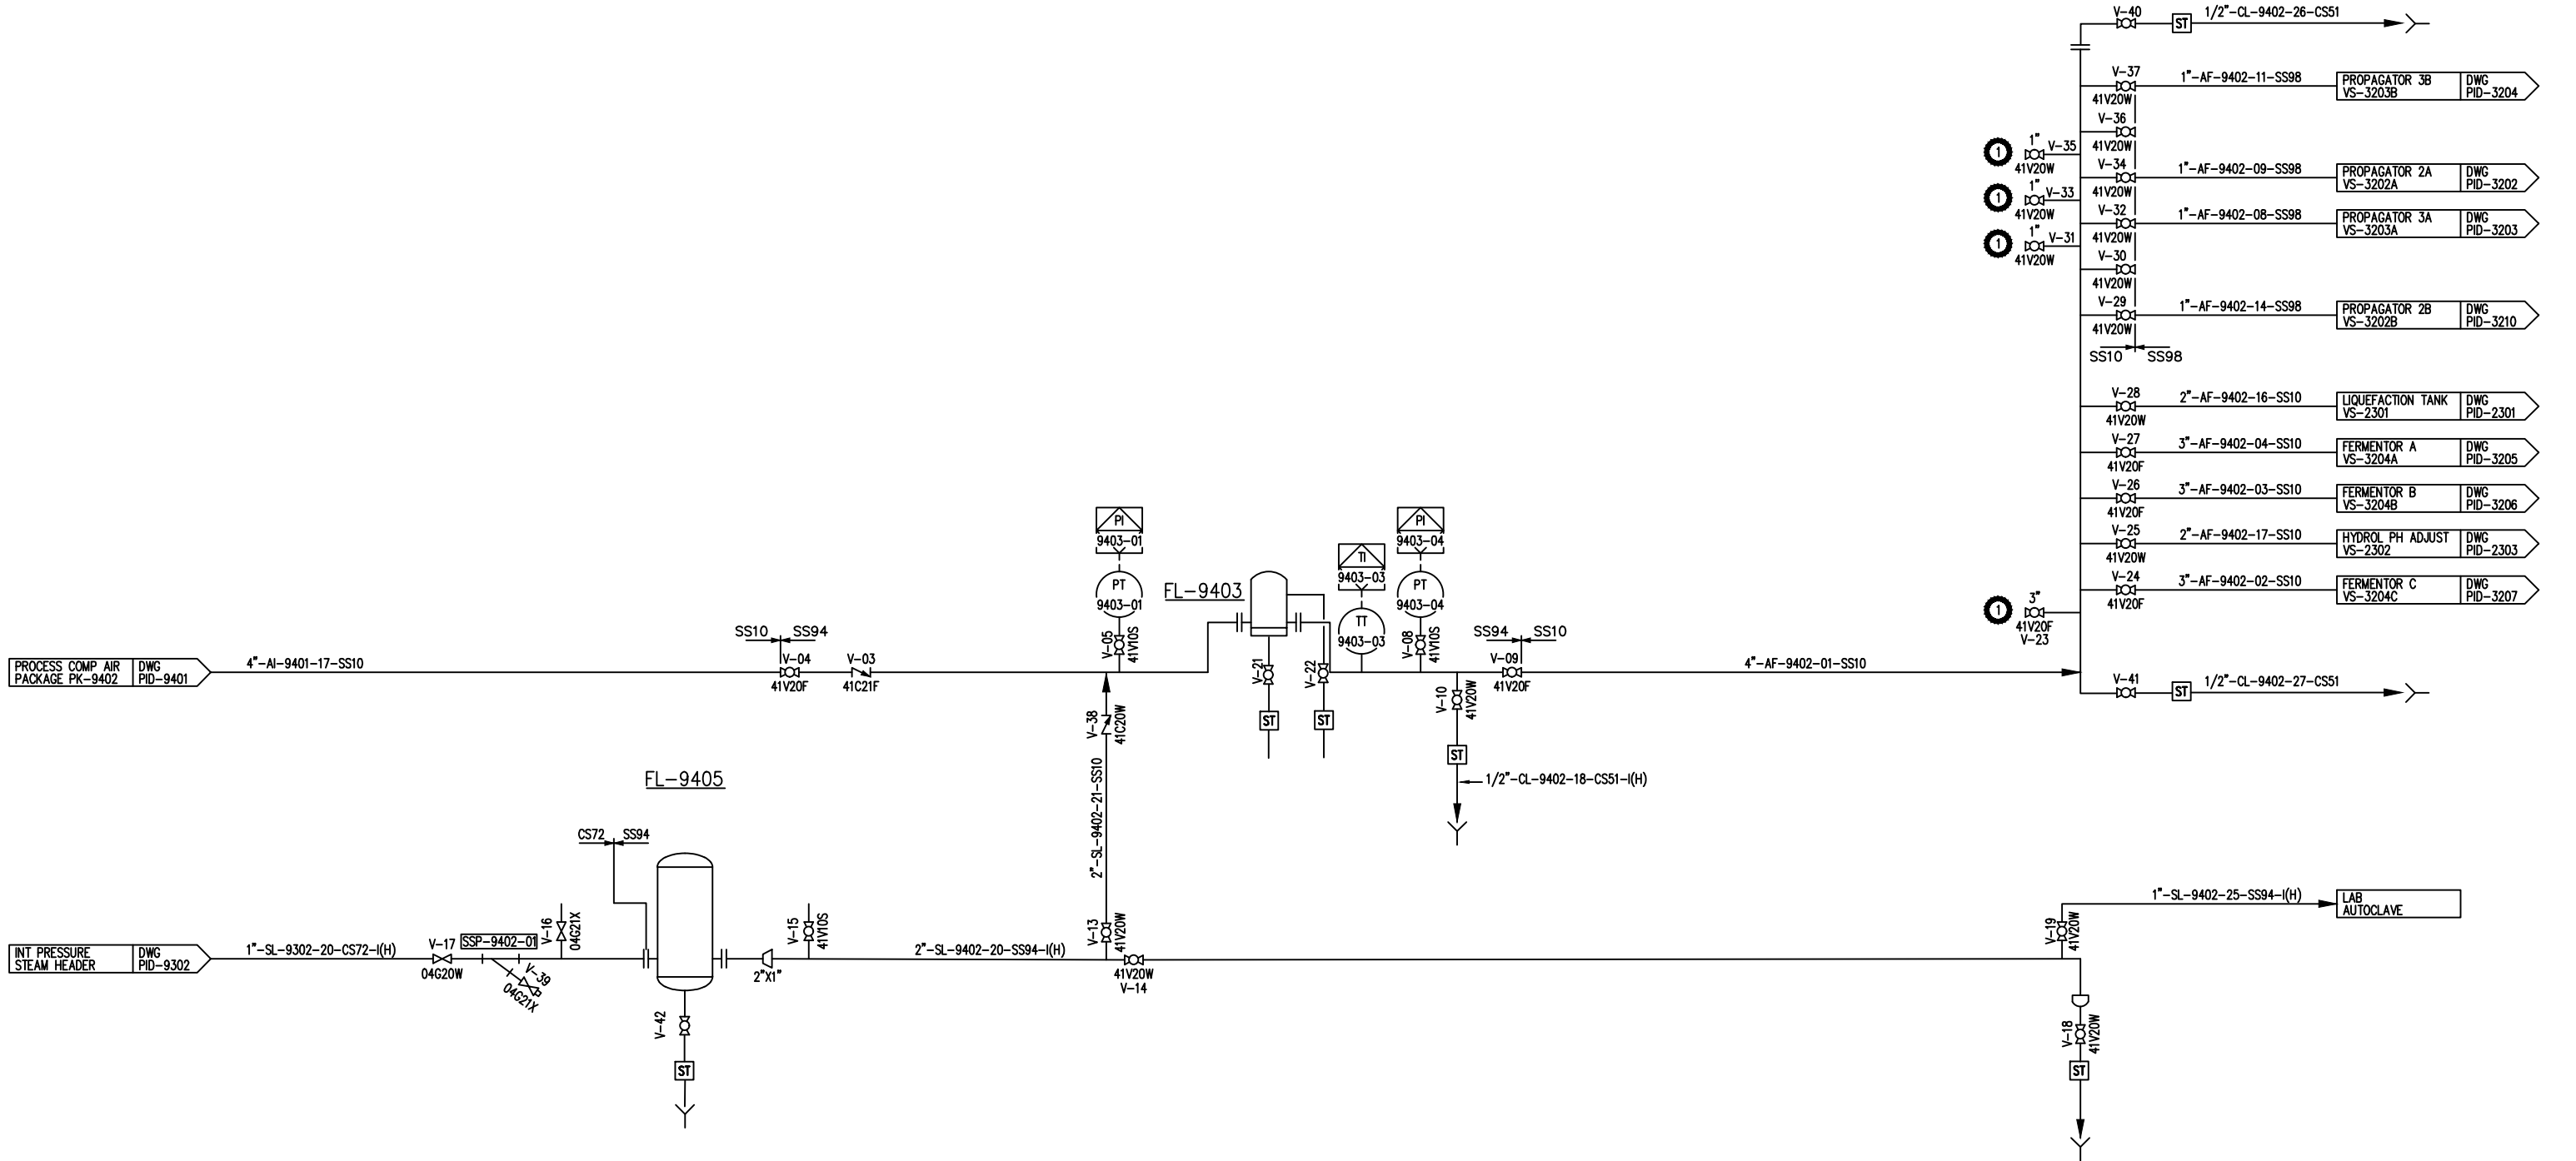 V-40
ST
1/2"-CL-9402-26-CS51
V-37
41V20W
1"-AF-9402-11-SS98
PROPAGATOR 3B
VS-3203B
DWG
PID-3204
V-36
41V20W
1
1"
V-35
41V20W
V-34
41V20W
1"-AF-9402-09-SS98
PROPAGATOR 2A
VS-3202A
DWG
PID-3202
1
1"
V-33
41V20W
V-32
41V20W
1"-AF-9402-08-SS98
PROPAGATOR 3A
VS-3203A
DWG
PID-3203
1
1"
V-31
41V20W
V-30
41V20W
V-29
41V20W
1"-AF-9402-14-SS98
PROPAGATOR 2B
VS-3202B
DWG
PID-3210
SS10
SS98
V-28
41V20W
2"-AF-9402-16-SS10
LIQUEFACTION TANK
VS-2301
DWG
PID-2301
V-27
41V20F
3"-AF-9402-04-SS10
FERMENTOR A
VS-3204A
DWG
PID-3205
V-26
41V20F
3"-AF-9402-03-SS10
FERMENTOR B
VS-3204B
DWG
PID-3206
V-25
41V20W
2"-AF-9402-17-SS10
HYDROL PH ADJUST
VS-2302
DWG
PID-2303
V-24
41V20F
3"-AF-9402-02-SS10
FERMENTOR C
VS-3204C
DWG
PID-3207
1
3"
41V20F
V-23
V-41
ST
1/2"-CL-9402-27-CS51
PI
9403-01
PT
9403-01
V-05
41V10S
FL-9403
TI
9403-03
TT
9403-03
PI
9403-04
PT
9403-04
V-08
41V10S
PROCESS COMP AIR
PACKAGE PK-9402
DWG
PID-9401
4"-AI-9401-17-SS10
SS10
SS94
V-04
41V20F
V-03
41C21F
V-21
ST
V-22
ST
SS94
SS10
V-09
41V20F
4"-AF-9402-01-SS10
V-10
41V20W
ST
1/2"-CL-9402-18-CS51-I(H)
V-38
41C20W
2"-SL-9402-21-SS10
V-13
41V20W
FL-9405
CS72
SS94
INT PRESSURE
STEAM HEADER
DWG
PID-9302
1"-SL-9302-20-CS72-I(H)
V-17
04G20W
SSP-9402-01
V-39
04G21X
V-16
04G21X
V-42
ST
2"X1"
V-15
41V10S
2"-SL-9402-20-SS94-I(H)
41V20W
V-14
V-19
41V20W
1"-SL-9402-25-SS94-I(H)
LAB
AUTOCLAVE
V-18
41V20W
ST